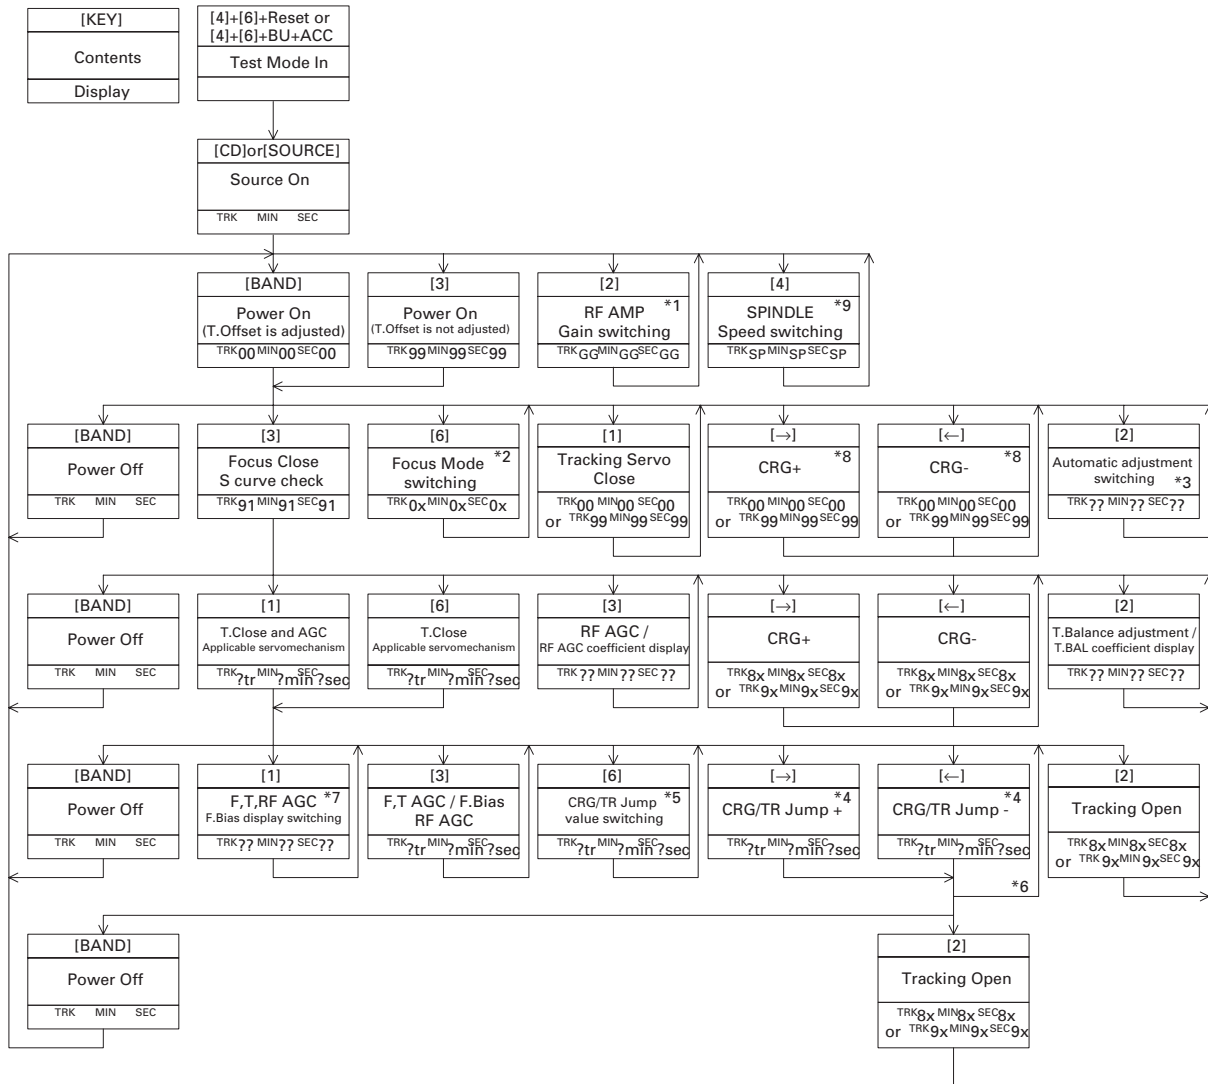 [KEY]
Contents
Display
[4]+[6]+Reset or
[4]+[6]+BU+ACC
Test Mode In
[CD]or[SOURCE]
Source On
TRK MIN SEC
[BAND]
Power On
(T.Offset is adjusted)
TRK00 MIN00 SEC00
[3]
Power On
(T.Offset is not adjusted)
TRK99 MIN99 SEC99
[2]
RF AMP *1
Gain switching
TRKGG MINGG SECGG
[4]
SPINDLE *9
Speed switching
TRKSP MINSP SECSP
[BAND]
Power Off
TRK MIN SEC
[3]
Focus Close
S curve check
TRK91 MIN91 SEC91
[6]
Focus Mode *2
switching
TRK0x MIN0x SEC0x
[1]
Tracking Servo
Close
TRK00 MIN00 SEC00
or TRK99 MIN99 SEC99
[→]
CRG+ *8
TRK00 MIN00 SEC00
or TRK99 MIN99 SEC99
[←]
CRG- *8
TRK00 MIN00 SEC00
or TRK99 MIN99 SEC99
[2]
Automatic adjustment
switching *3
TRK?? MIN?? SEC??
[BAND]
Power Off
TRK MIN SEC
[1]
T.Close and AGC
Applicable servomechanism
TRK?tr MIN?min SEC?sec
[6]
T.Close
Applicable servomechanism
TRK?tr MIN?min SEC?sec
[3]
RF AGC /
RF AGC coefficient display
TRK?? MIN?? SEC??
[→]
CRG+
TRK8x MIN8x SEC8x
or TRK9x MIN9x SEC9x
[←]
CRG-
TRK8x MIN8x SEC8x
or TRK9x MIN9x SEC9x
[2]
T.Balance adjustment /
T.BAL coefficient display
TRK?? MIN?? SEC??
[BAND]
Power Off
TRK MIN SEC
[1]
F,T,RF AGC *7
F.Bias display switching
TRK?? MIN?? SEC??
[3]
F,T AGC / F.Bias
RF AGC
TRK?tr MIN?min SEC?sec
[6]
CRG/TR Jump *5
value switching
TRK?tr MIN?min SEC?sec
[→]
CRG/TR Jump + *4
TRK?tr MIN?min SEC?sec
[←]
CRG/TR Jump - *4
TRK?tr MIN?min SEC?sec
[2]
Tracking Open
TRK8x MIN8x SEC8x
or TRK9x MIN9x SEC9x
*6
[BAND]
Power Off
TRK MIN SEC
[2]
Tracking Open
TRK8x MIN8x SEC8x
or TRK9x MIN9x SEC9x